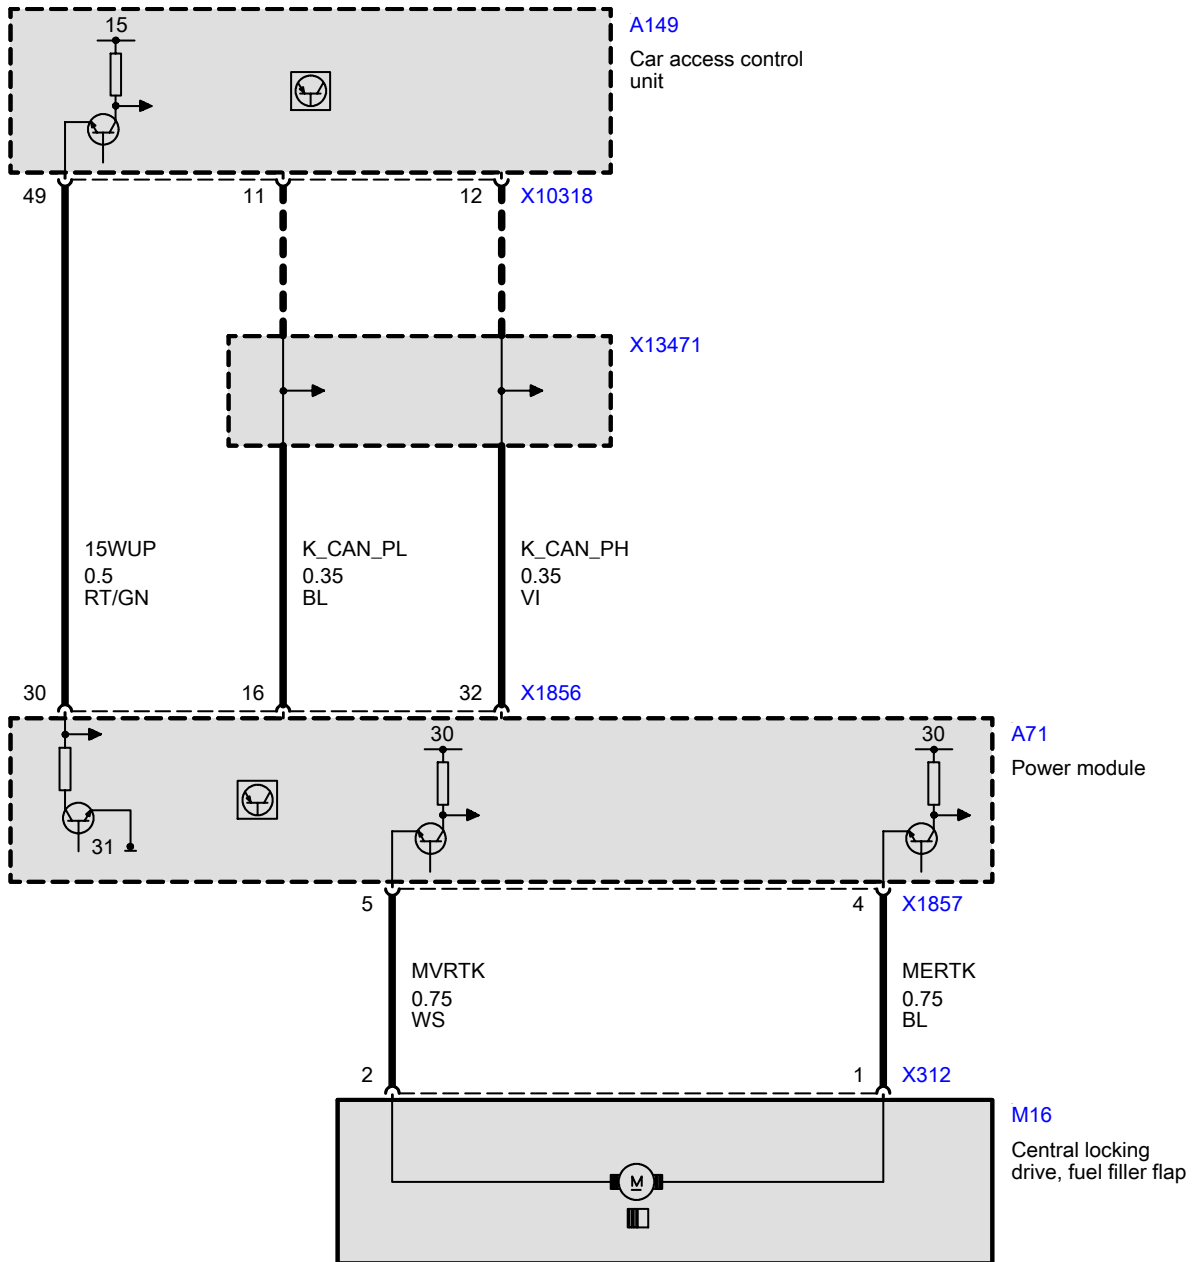 15
A149
Car access control
unit
49
11
12
X10318
X13471
15WUP
0.5
RT/GN
K_CAN_PL
0.35
BL
K_CAN_PH
0.35
VI
30
16
32
X1856
30
30
A71
Power module
31
5
4
X1857
MVRTK
0.75
WS
MERTK
0.75
BL
2
1
X312
M16
Central locking
drive, fuel filler flap
M